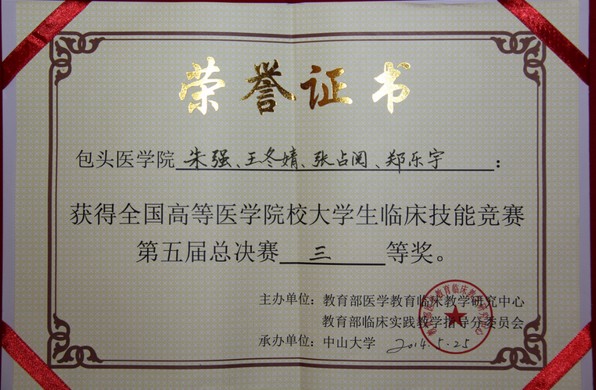 荣誉证书
包头医学院 朱强、王冬婧、张占阅、郑乐宇：
获得全国高等医学院校大学生临床技能竞赛
第五届总决赛 三 等奖。
主办单位：教育部医学教育临床教学研究中心
教育部临床实践教学指导分委员会
承办单位：中山大学 2014.5-25